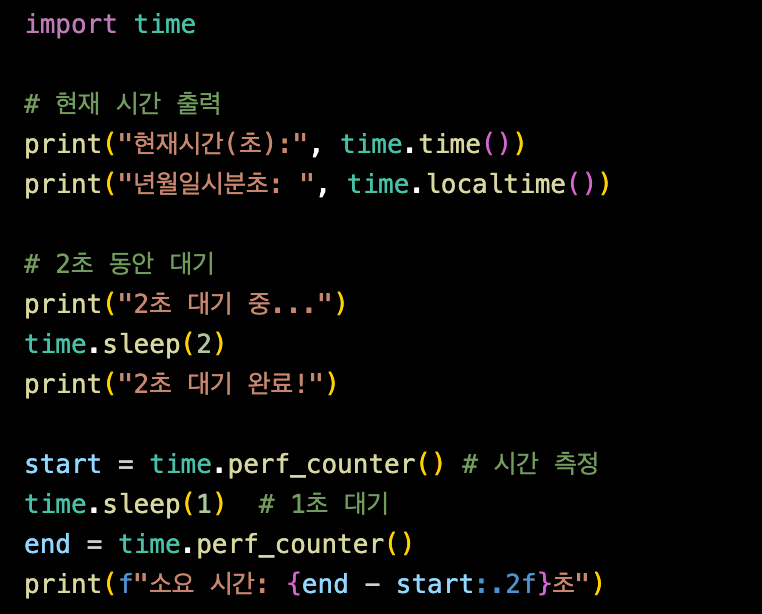 import time
# 현재 시간 출력
print("현재시간(초):", time.time())
print("년월일시분초: ", time.localtime())
# 2초 동안 대기
print("2초 대기 중...")
time.sleep(2)
print("2초 대기 완료!")
start = time.perf_counter() # 시간 측정
time.sleep(1)  # 1초 대기
end = time.perf_counter()
print(f"소요 시간: {end - start:.2f}초")